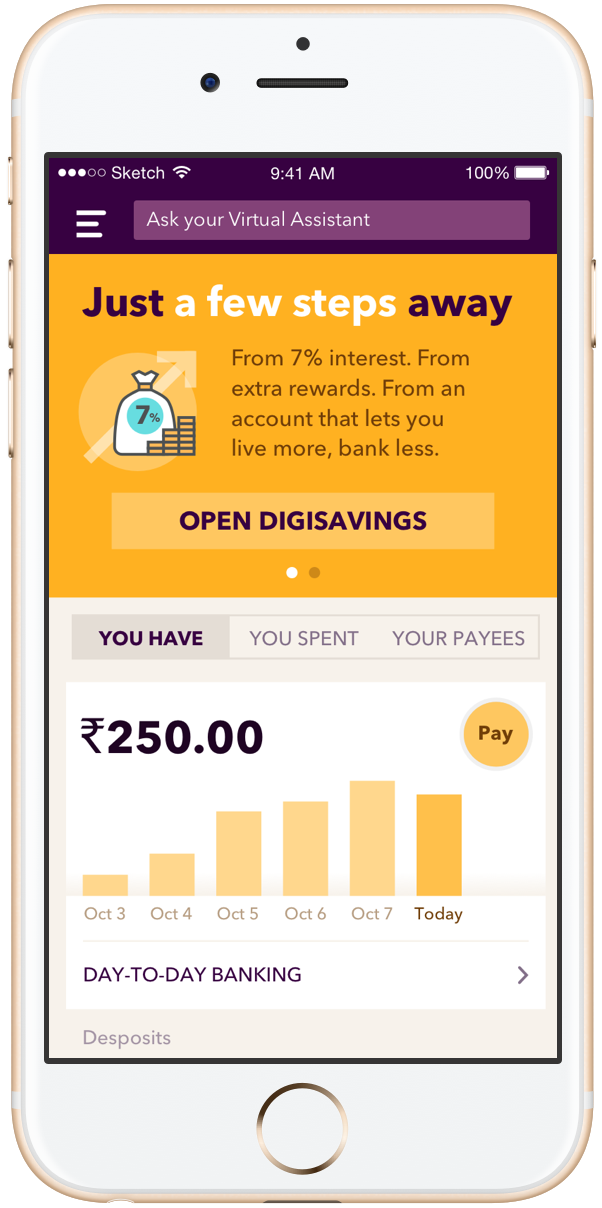 Sketch 9:41 AM 100%
Ask your Virtual Assistant
Just a few steps away
From 7% interest. From
extra rewards. From an
account that lets you
live more, bank less.
7%
OPEN DIGISAVINGS
YOU HAVE YOU SPENT YOUR PAYEES
₹250.00
Pay
Oct 3 Oct 4 Oct 5 Oct 6 Oct 7 Today
DAY-TO-DAY BANKING
Desposits